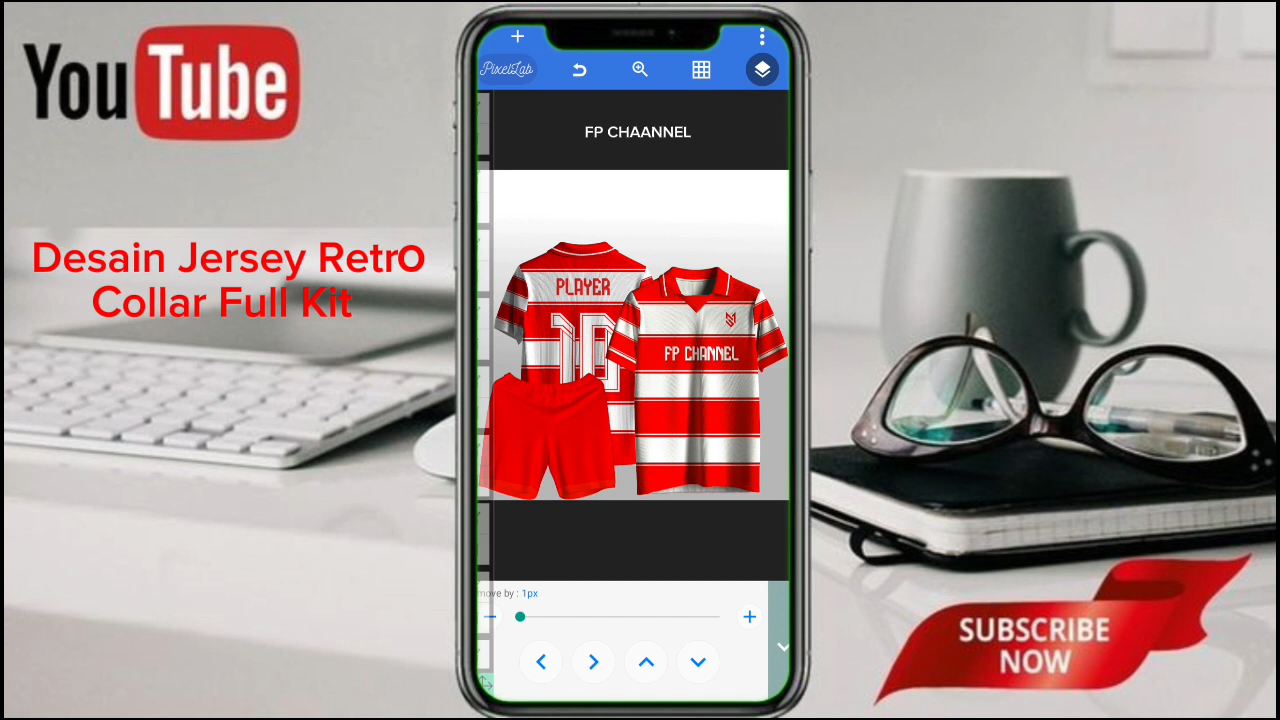 YouTube
Desain Jersey Retro
Collar Full Kit
PixelLab
FP CHAANNEL
PLAYER
10
FP CHANNEL
move by : 1px
SUBSCRIBE
NOW